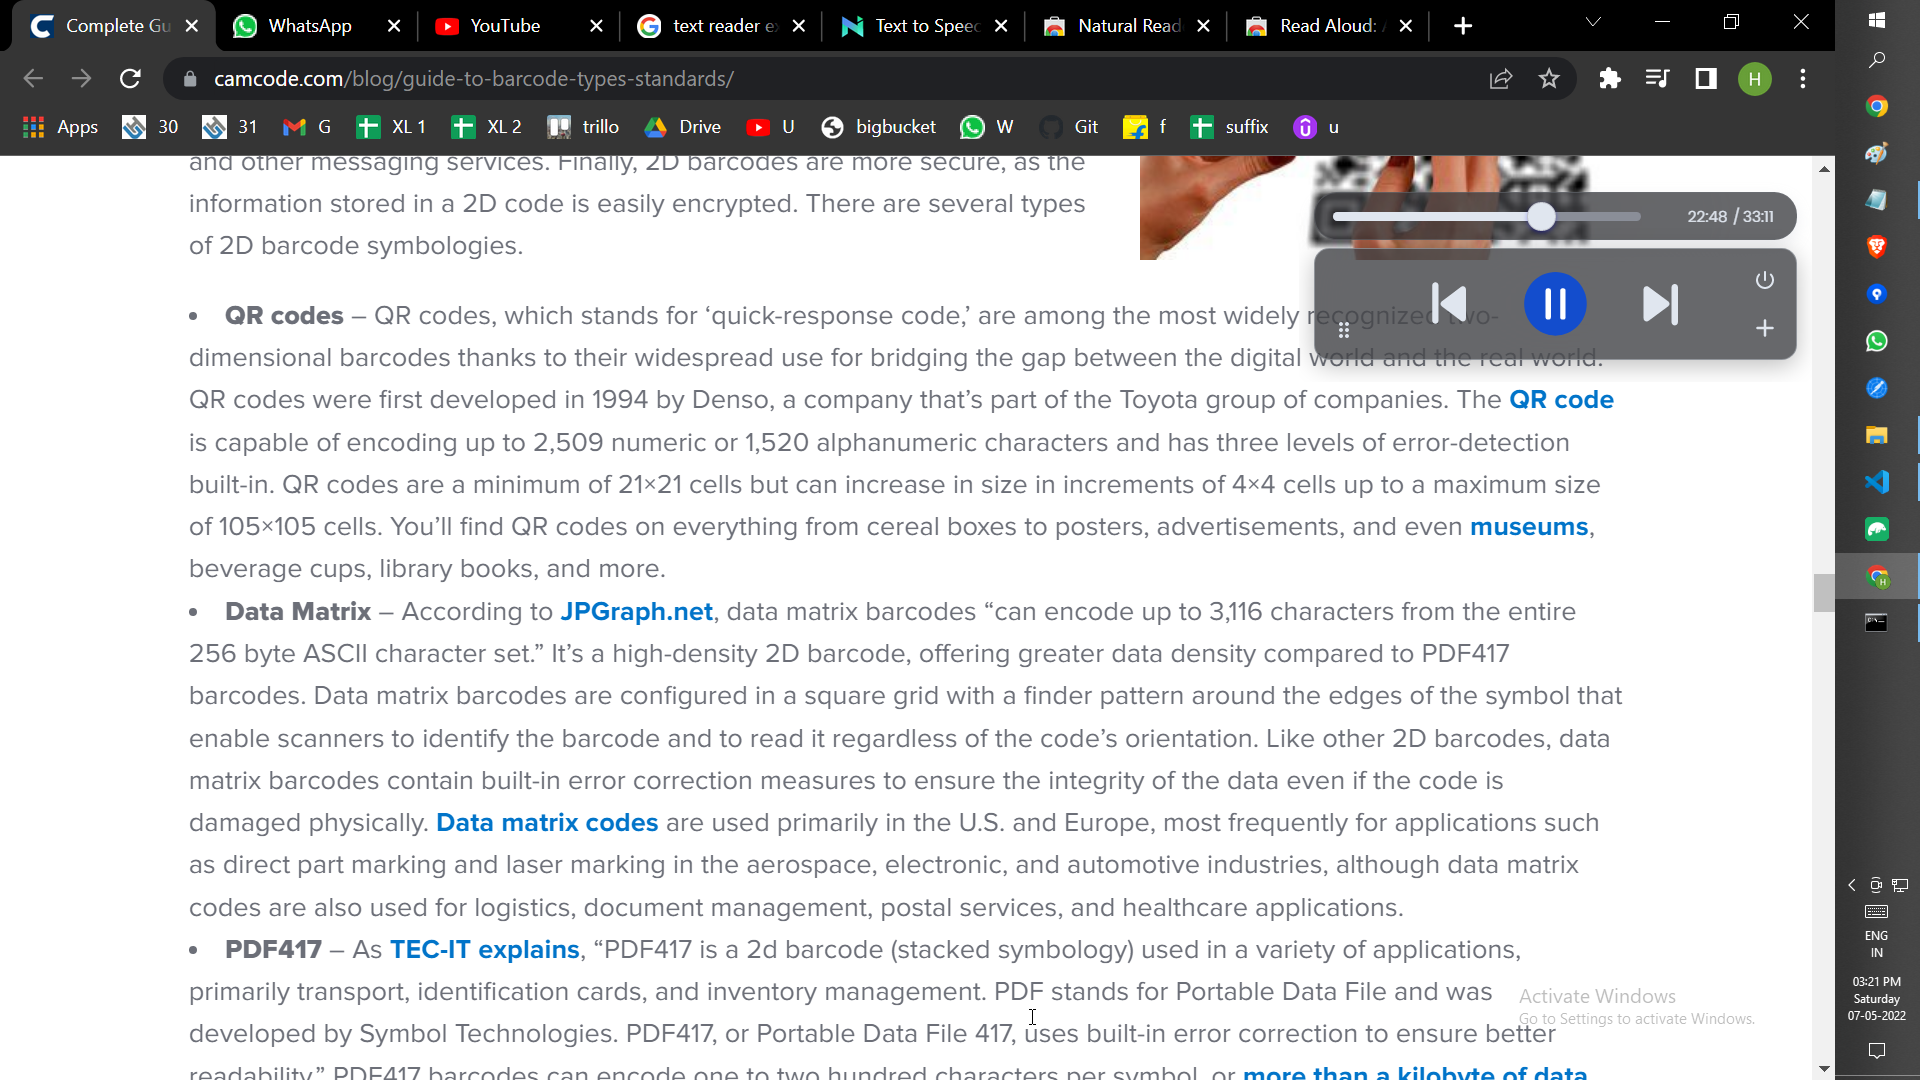 Complete Gu
WhatsApp
YouTube
text reader e
Text to Speec
Natural Read
Read Aloud:
camcode.com/blog/guide-to-barcode-types-standards/
H
Apps
30
31
G
XL 1
XL 2
trillo
Drive
U
bigbucket
W
Git
f
suffix
u
and other messaging services. Finally, 2D barcodes are more secure, as the
information stored in a 2D code is easily encrypted. There are several types
of 2D barcode symbologies.
22:48 / 33:11
• QR codes – QR codes, which stands for ‘quick-response code,’ are among the most widely recognized two-
dimensional barcodes thanks to their widespread use for bridging the gap between the digital world and the real world.
QR codes were first developed in 1994 by Denso, a company that’s part of the Toyota group of companies. The QR code
is capable of encoding up to 2,509 numeric or 1,520 alphanumeric characters and has three levels of error-detection
built-in. QR codes are a minimum of 21×21 cells but can increase in size in increments of 4×4 cells up to a maximum size
of 105×105 cells. You’ll find QR codes on everything from cereal boxes to posters, advertisements, and even museums,
beverage cups, library books, and more.
• Data Matrix – According to JPGraph.net, data matrix barcodes “can encode up to 3,116 characters from the entire
256 byte ASCII character set.” It’s a high-density 2D barcode, offering greater data density compared to PDF417
barcodes. Data matrix barcodes are configured in a square grid with a finder pattern around the edges of the symbol that
enable scanners to identify the barcode and to read it regardless of the code’s orientation. Like other 2D barcodes, data
matrix barcodes contain built-in error correction measures to ensure the integrity of the data even if the code is
damaged physically. Data matrix codes are used primarily in the U.S. and Europe, most frequently for applications such
as direct part marking and laser marking in the aerospace, electronic, and automotive industries, although data matrix
codes are also used for logistics, document management, postal services, and healthcare applications.
• PDF417 – As TEC-IT explains, “PDF417 is a 2d barcode (stacked symbology) used in a variety of applications,
primarily transport, identification cards, and inventory management. PDF stands for Portable Data File and was
developed by Symbol Technologies. PDF417, or Portable Data File 417, uses built-in error correction to ensure better
readability.” PDF417 barcodes can encode one to two hundred characters per symbol, or more than a kilobyte of data
Activate Windows
Go to Settings to activate Windows.
ENG
IN
03:21 PM
Saturday
07-05-2022